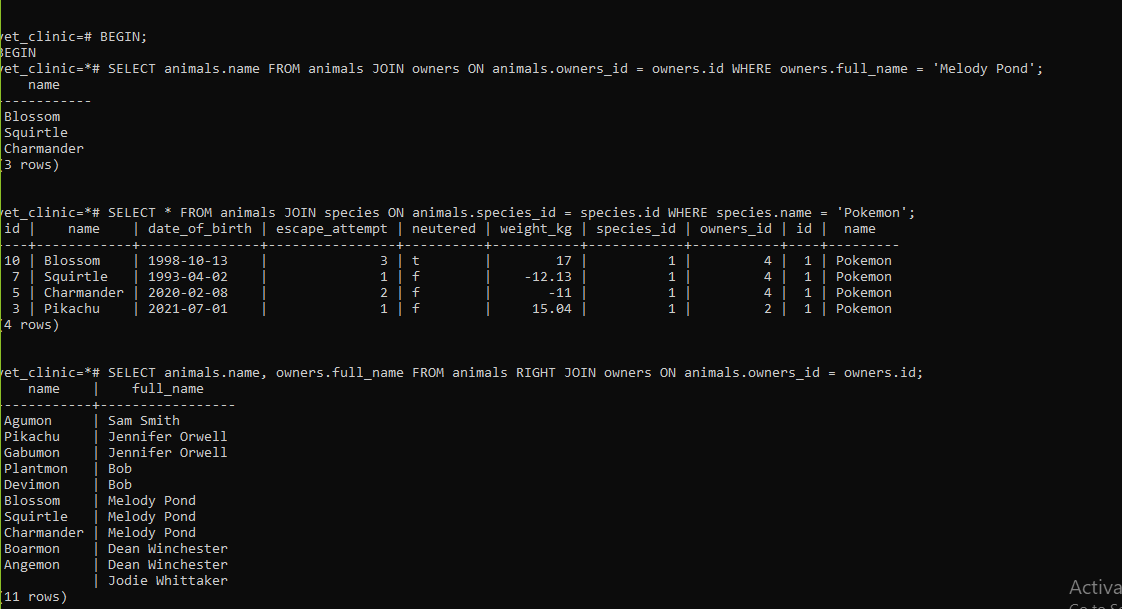 vet_clinic=# BEGIN;
BEGIN
vet_clinic=*# SELECT animals.name FROM animals JOIN owners ON animals.owners_id = owners.id WHERE owners.full_name = 'Melody Pond';
name
------------
Blossom
Squirtle
Charmander
(3 rows)
vet_clinic=*# SELECT * FROM animals JOIN species ON animals.species_id = species.id WHERE species.name = 'Pokemon';
id | name | date_of_birth | escape_attempt | neutered | weight_kg | species_id | owners_id | id | name
----+------------+---------------+----------------+----------+-----------+------------+-----------+----+---------
10 | Blossom | 1998-10-13 | 3 | t | 17 | 1 | 4 | 1 | Pokemon
7 | Squirtle | 1993-04-02 | 1 | f | -12.13 | 1 | 4 | 1 | Pokemon
5 | Charmander | 2020-02-08 | 2 | f | -11 | 1 | 4 | 1 | Pokemon
3 | Pikachu | 2021-07-01 | 1 | f | 15.04 | 1 | 2 | 1 | Pokemon
(4 rows)
vet_clinic=*# SELECT animals.name, owners.full_name FROM animals RIGHT JOIN owners ON animals.owners_id = owners.id;
name | full_name
------------+-----------------
Agumon | Sam Smith
Pikachu | Jennifer Orwell
Gabumon | Jennifer Orwell
Plantmon | Bob
Devimon | Bob
Blossom | Melody Pond
Squirtle | Melody Pond
Charmander | Melody Pond
Boarmon | Dean Winchester
Angemon | Dean Winchester
| Jodie Whittaker
(11 rows)
Activa